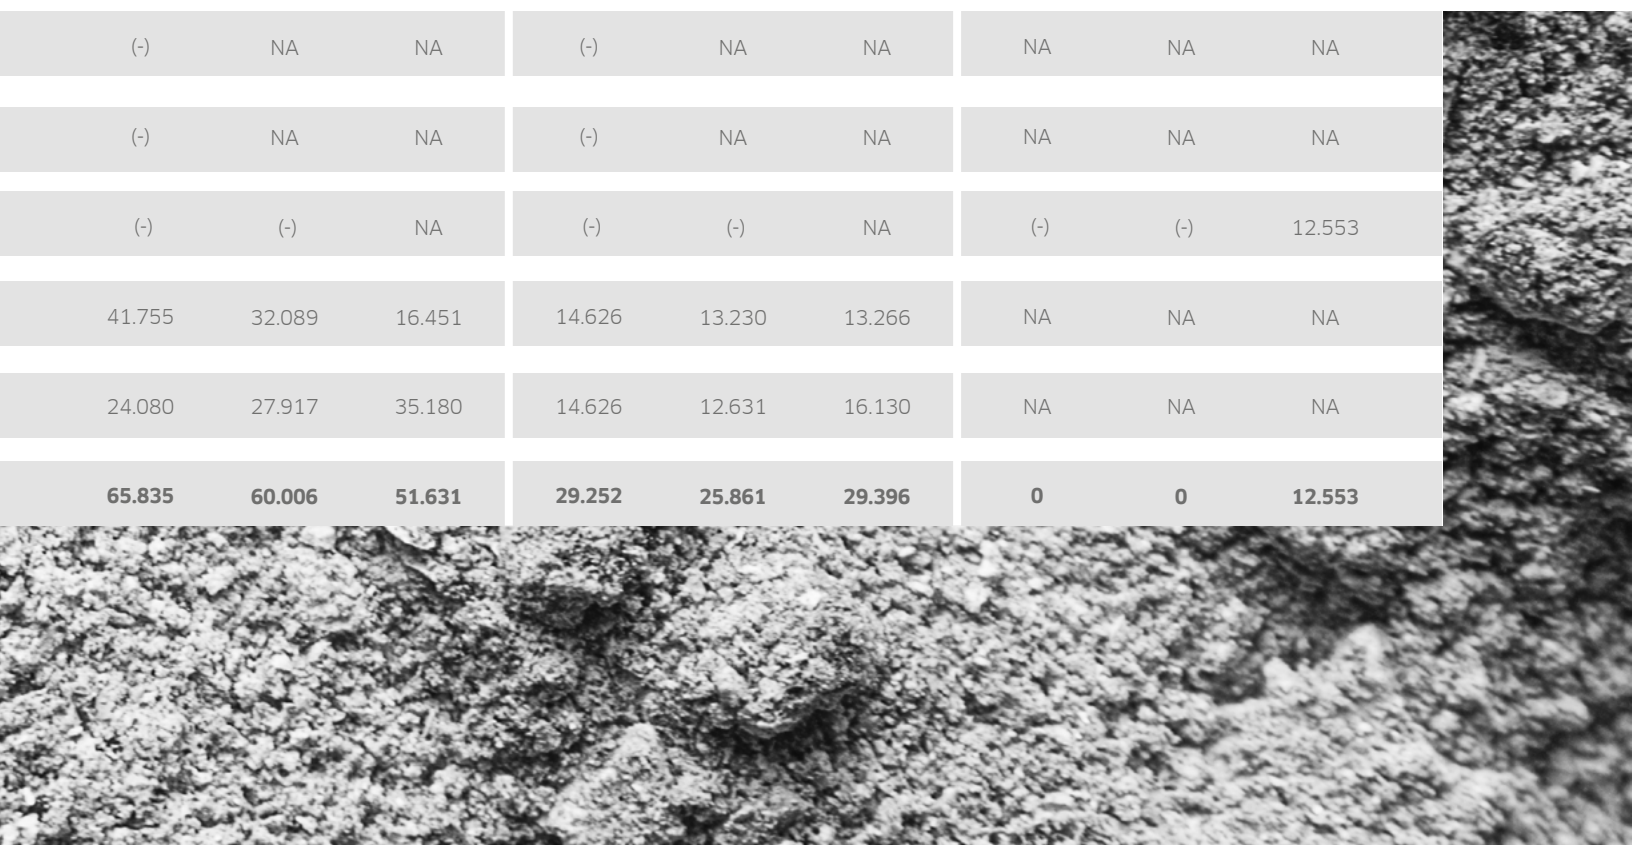 (-) NA NA (-) NA NA NA NA NA
(-) NA NA (-) NA NA NA NA NA
(-) (-) NA (-) (-) NA (-) (-) 12.553
41.755 32.089 16.451 14.626 13.230 13.266 NA NA NA
24.080 27.917 35.180 14.626 12.631 16.130 NA NA NA
65.835 60.006 51.631 29.252 25.861 29.396 0 0 12.553